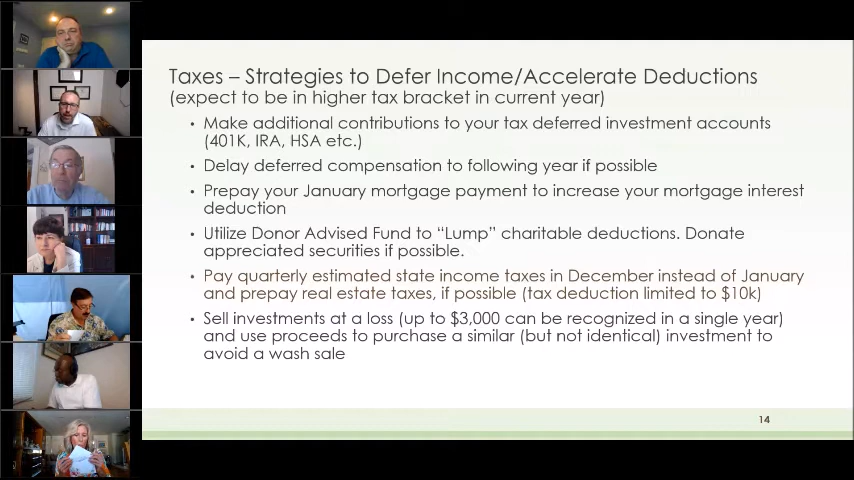 Taxes – Strategies to Defer Income/Accelerate Deductions
(expect to be in higher tax bracket in current year)
• Make additional contributions to your tax deferred investment accounts
(401K, IRA, HSA etc.)
• Delay deferred compensation to following year if possible
• Prepay your January mortgage payment to increase your mortgage interest
deduction
• Utilize Donor Advised Fund to “Lump” charitable deductions. Donate
appreciated securities if possible.
• Pay quarterly estimated state income taxes in December instead of January
and prepay real estate taxes, if possible (tax deduction limited to $10k)
• Sell investments at a loss (up to $3,000 can be recognized in a single year)
and use proceeds to purchase a similar (but not identical) investment to
avoid a wash sale
14